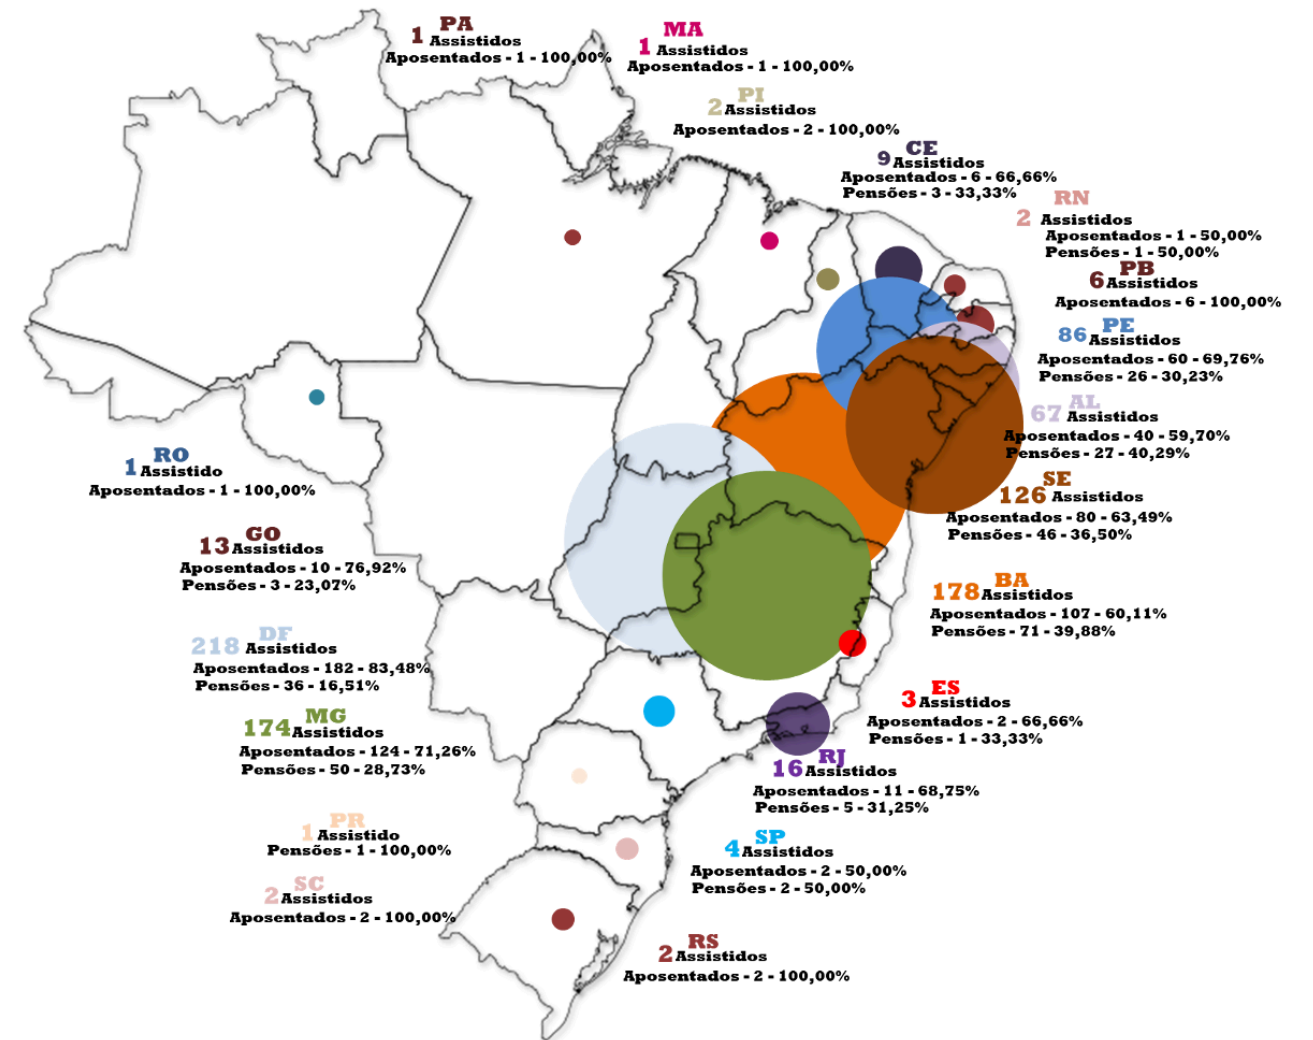 PA
1 Assistidos
Aposentados - 1 - 100,00%
MA
1 Assistidos
Aposentados - 1 - 100,00%
PI
2 Assistidos
Aposentados - 2 - 100,00%
CE
9 Assistidos
Aposentados - 6 - 66,66%
Pensões - 3 - 33,33%
RN
2 Assistidos
Aposentados - 1 - 50,00%
Pensões - 1 - 50,00%
PB
6 Assistidos
Aposentados - 6 - 100,00%
PE
86 Assistidos
Aposentados - 60 - 69,76%
Pensões - 26 - 30,23%
AL
67 Assistidos
Aposentados - 40 - 59,70%
Pensões - 27 - 40,29%
SE
126 Assistidos
Aposentados - 80 - 63,49%
Pensões - 46 - 36,50%
BA
178 Assistidos
Aposentados - 107 - 60,11%
Pensões - 71 - 39,88%
ES
3 Assistidos
Aposentados - 2 - 66,66%
Pensões - 1 - 33,33%
RJ
16 Assistidos
Aposentados - 11 - 68,75%
Pensões - 5 - 31,25%
SP
4 Assistidos
Aposentados - 2 - 50,00%
Pensões - 2 - 50,00%
RS
2 Assistidos
Aposentados - 2 - 100,00%
RO
1 Assistido
Aposentados - 1 - 100,00%
GO
13 Assistidos
Aposentados - 10 - 76,92%
Pensões - 3 - 23,07%
DF
218 Assistidos
Aposentados - 182 - 83,48%
Pensões - 36 - 16,51%
MG
174 Assistidos
Aposentados - 124 - 71,26%
Pensões - 50 - 28,73%
PR
1 Assistido
Pensões - 1 - 100,00%
SC
2 Assistidos
Aposentados - 2 - 100,00%